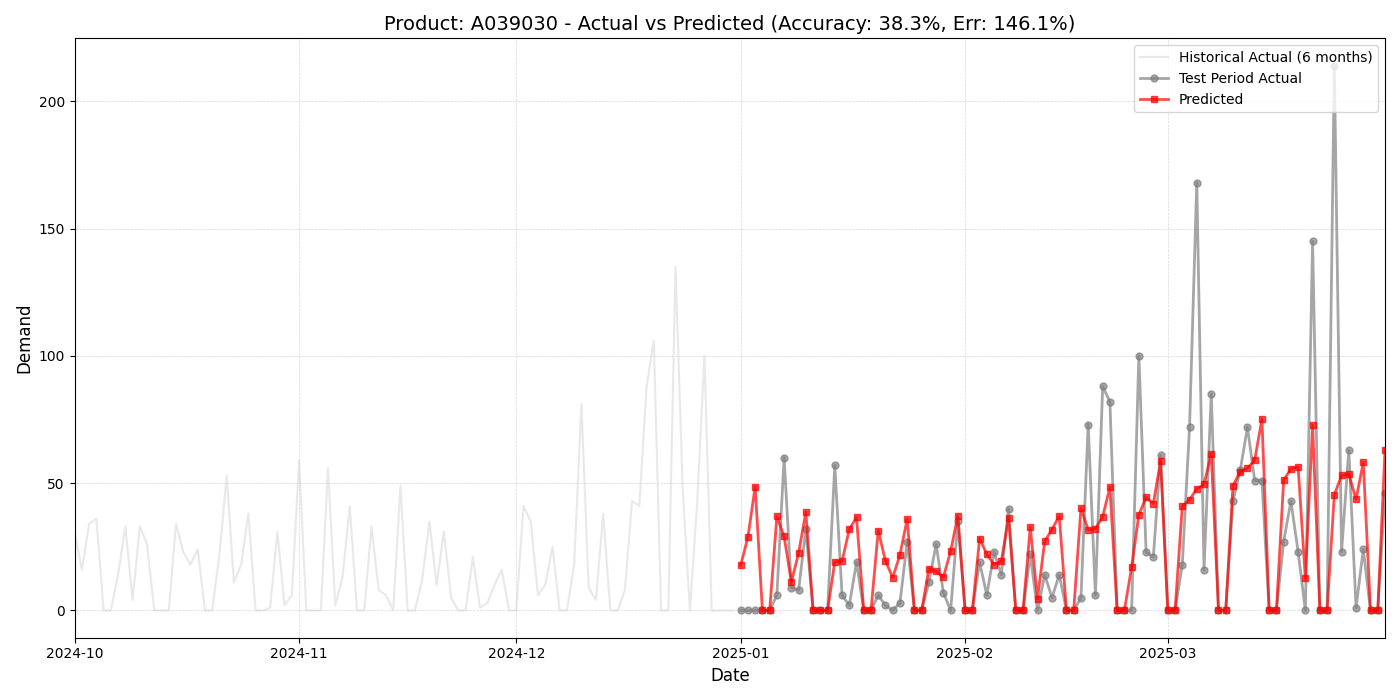 Product: A039030 - Actual vs Predicted (Accuracy: 38.3%, Err: 146.1%)
Historical Actual (6 months)
Test Period Actual
Predicted
Demand
200
150
100
50
0
2024-10
2024-11
2024-12
2025-01
2025-02
2025-03
Date